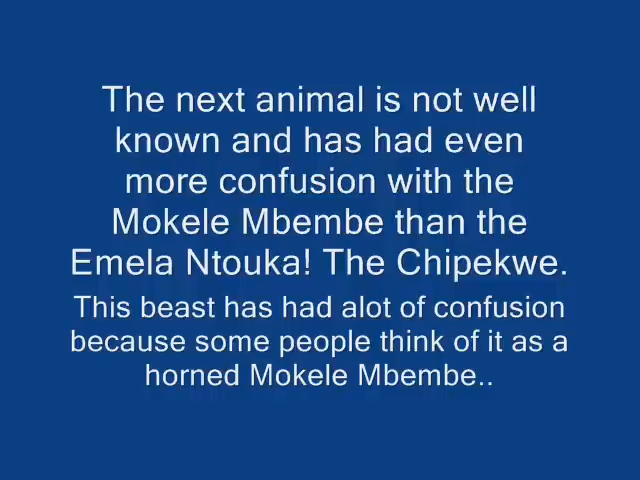 The next animal is not well
known and has had even
more confusion with the
Mokele Mbembe than the
Emela Ntouka! The Chipekwe.
This beast has had alot of confusion
because some people think of it as a
horned Mokele Mbembe..